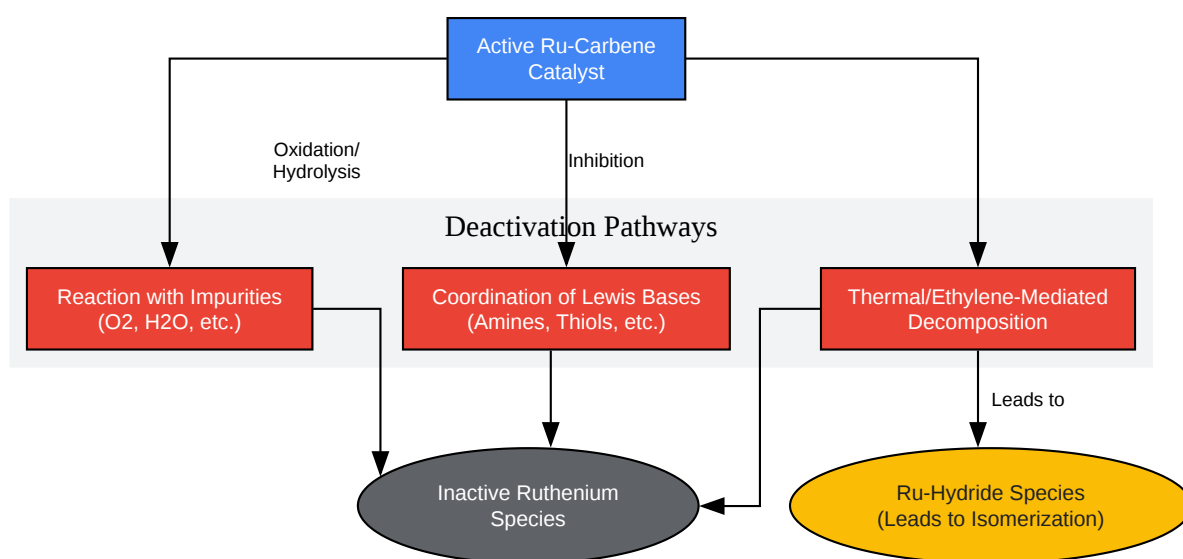 Active Ru-Carbene
Catalyst
Oxidation/
Hydrolysis
Inhibition
Deactivation Pathways
Reaction with Impurities
(O2, H2O, etc.)
Coordination of Lewis Bases
(Amines, Thiols, etc.)
Thermal/Ethylene-Mediated
Decomposition
Leads to
Inactive Ruthenium
Species
Ru-Hydride Species
(Leads to Isomerization)